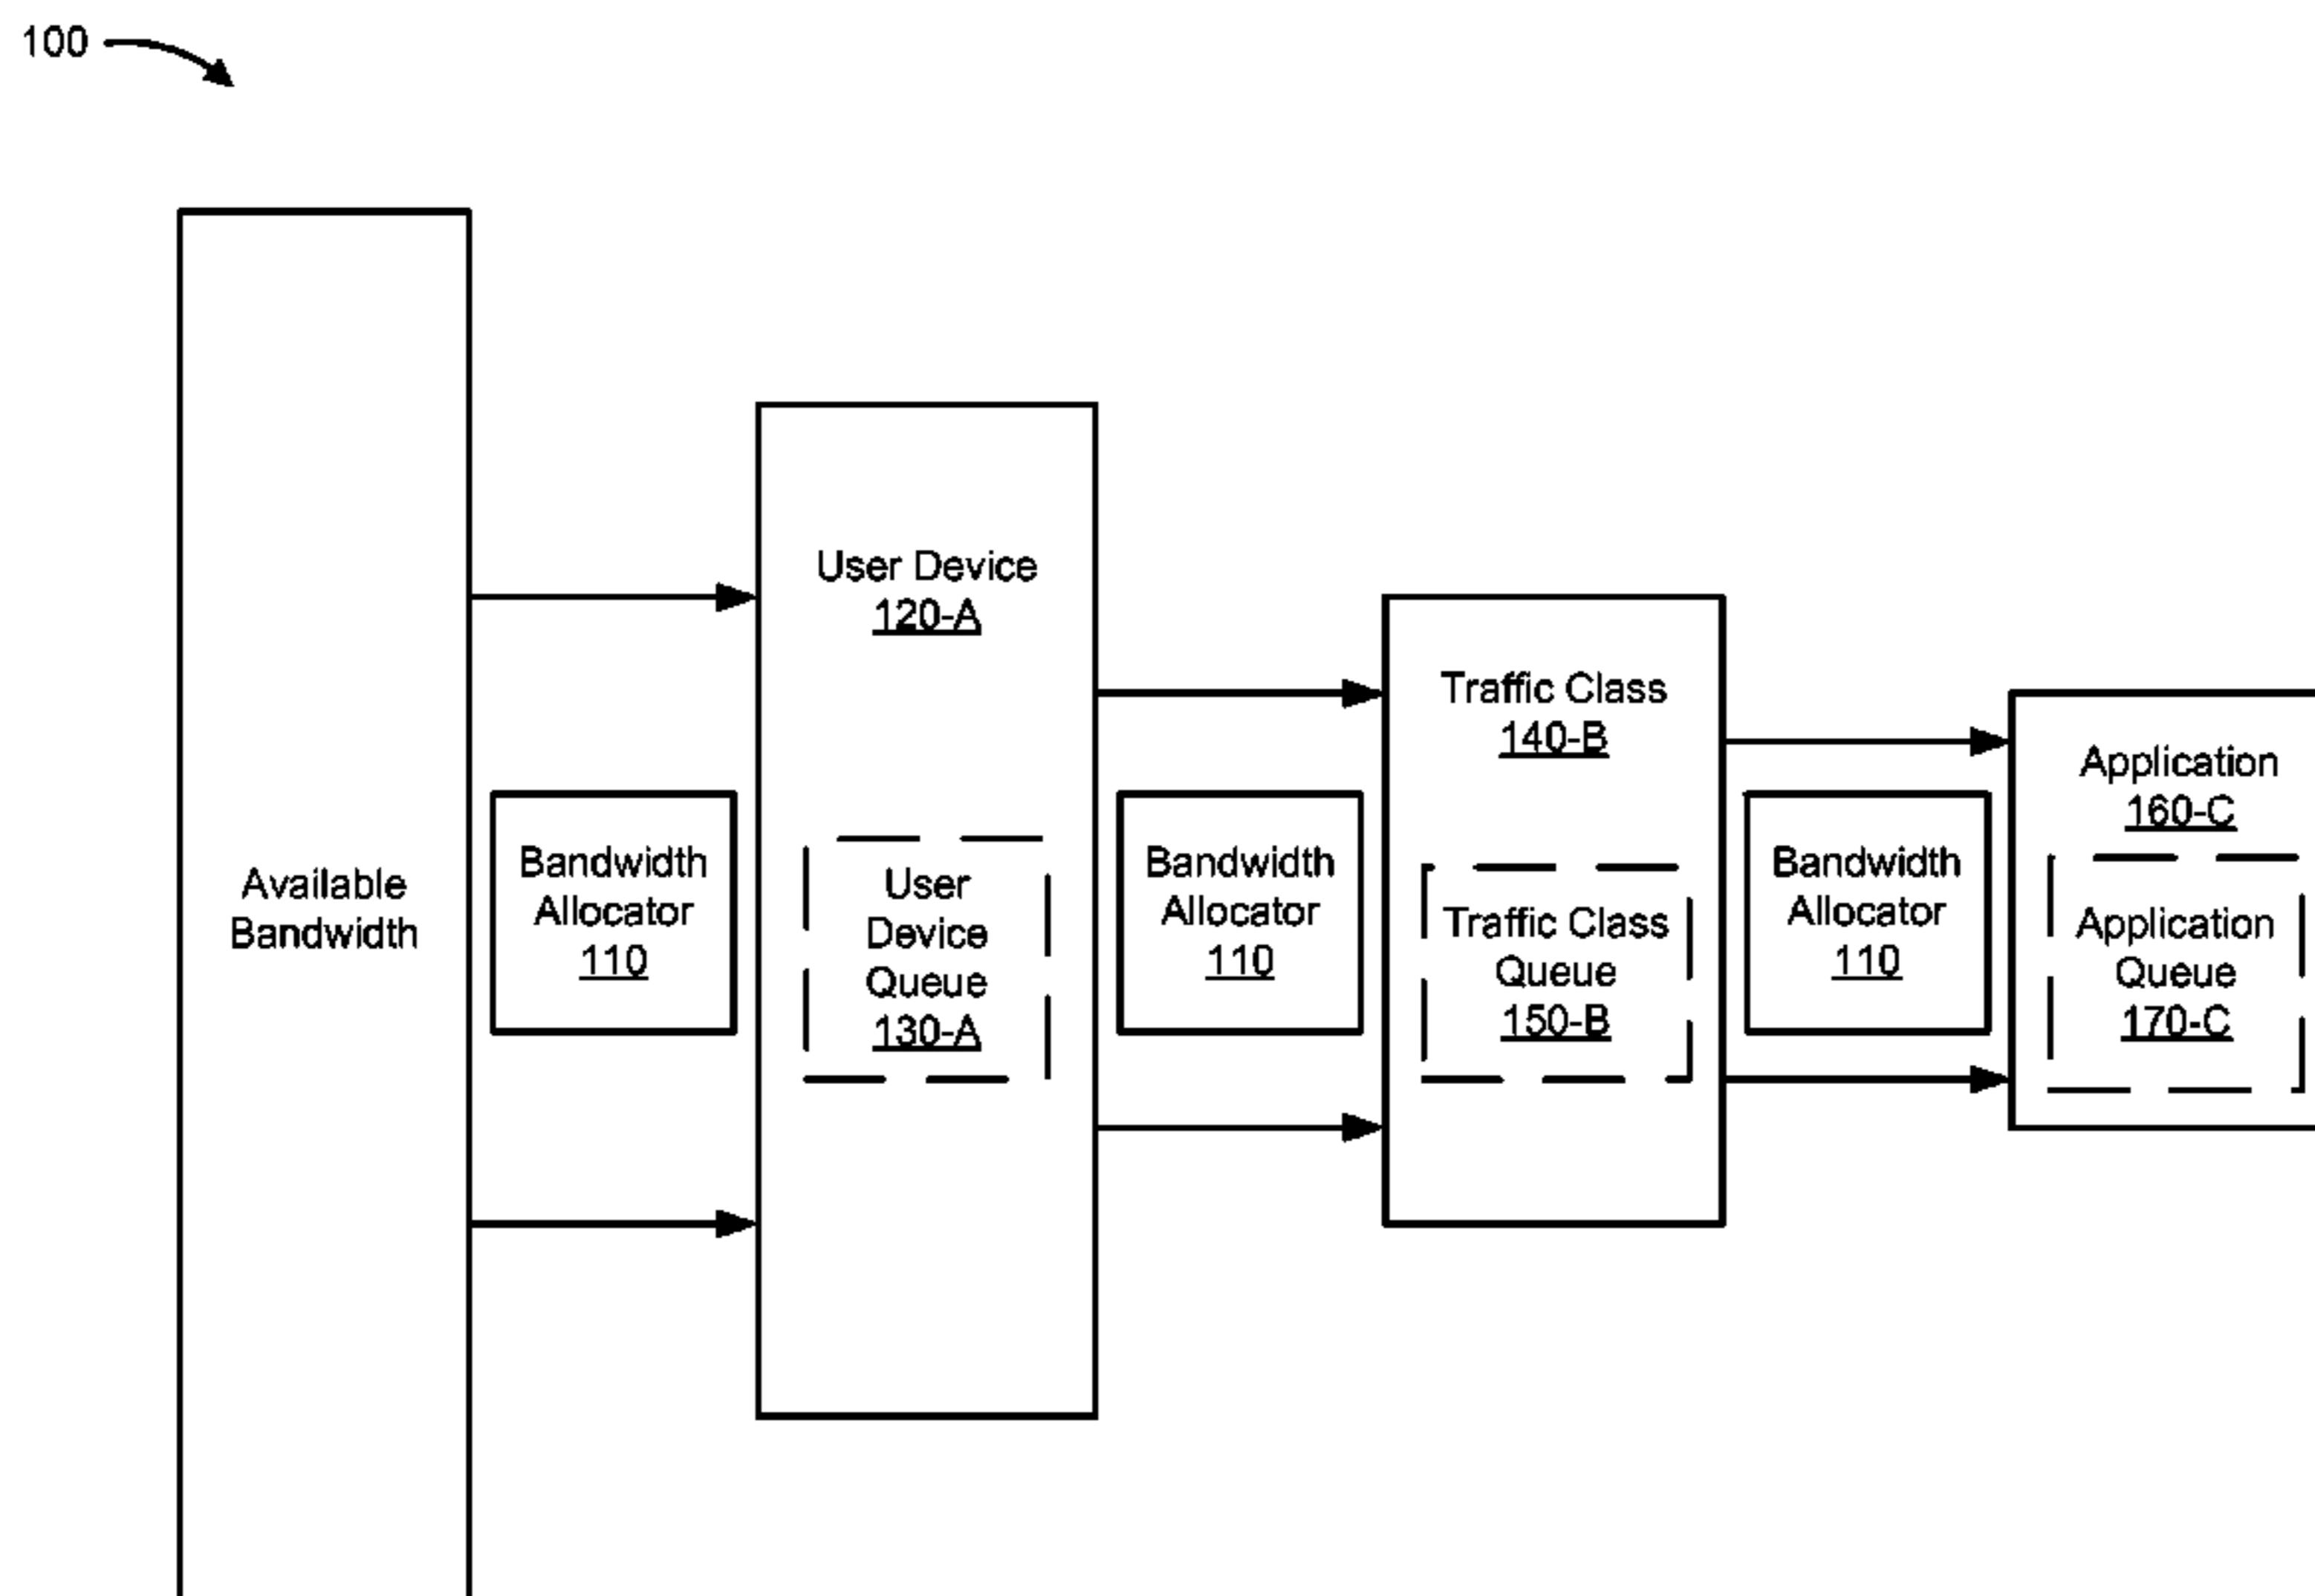 100
Available
Bandwidth
Bandwidth
Allocator
110
User Device
120-A
User
Device
Queue
130-A
Bandwidth
Allocator
110
Traffic Class
140-B
Traffic Class
Queue
150-B
Bandwidth
Allocator
110
Application
160-C
Application
Queue
170-C